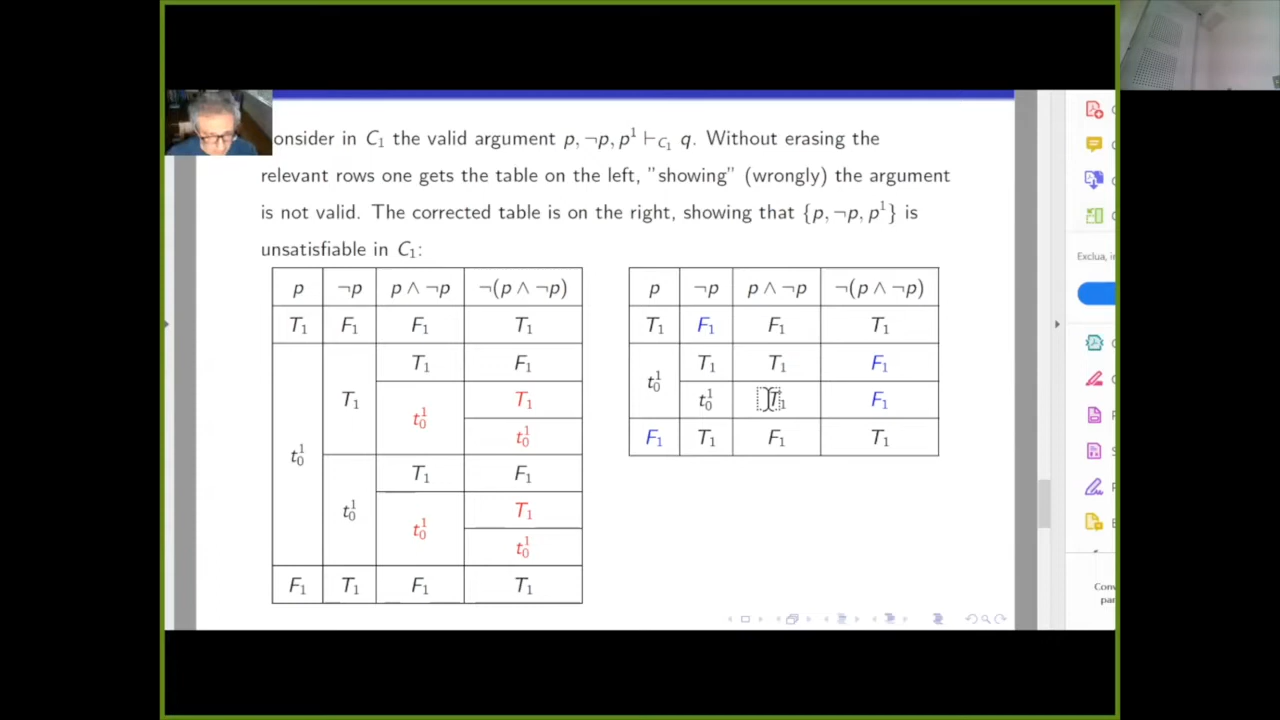 onsider in C₁ the valid argument p, ¬p, p¹ ⊢C₁ q. Without erasing the
relevant rows one gets the table on the left, "showing" (wrongly) the argument
is not valid. The corrected table is on the right, showing that {p, ¬p, p¹} is
unsatisfiable in C₁:
p ¬p p ∧ ¬p ¬(p ∧ ¬p)
T₁ F₁ F₁ T₁
T₁ F₁
T₁ T₁
t₀¹
t₀¹
t₀¹
T₁ F₁
t₀¹ T₁
t₀¹
t₀¹
F₁ T₁ F₁ T₁
p ¬p p ∧ ¬p ¬(p ∧ ¬p)
T₁ F₁ F₁ T₁
T₁ T₁ F₁
t₀¹
t₀¹ T₁ F₁
F₁ T₁ F₁ T₁
Exclua, in
Conv
par